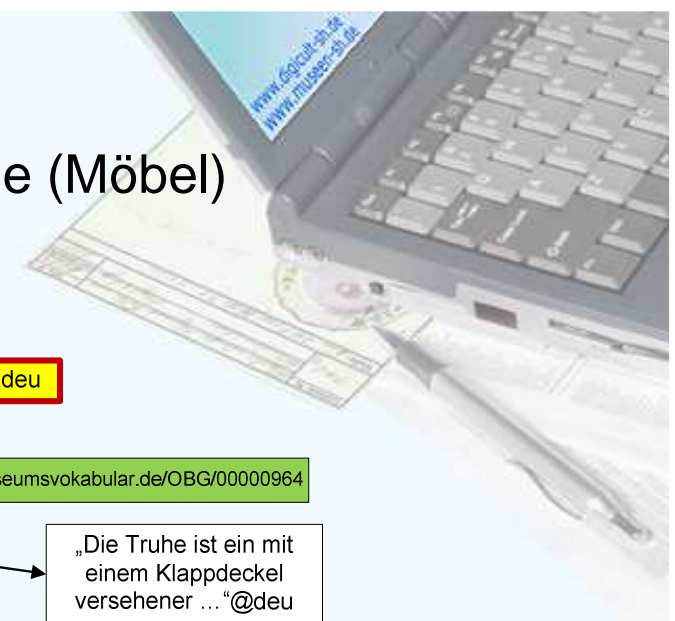 www.digicult-sh.de
www.museen-sh.de
e (Möbel)
deu
seumsvokabular.de/OBG/00000964
„Die Truhe ist ein mit
einem Klappdeckel
versehener ...“@deu